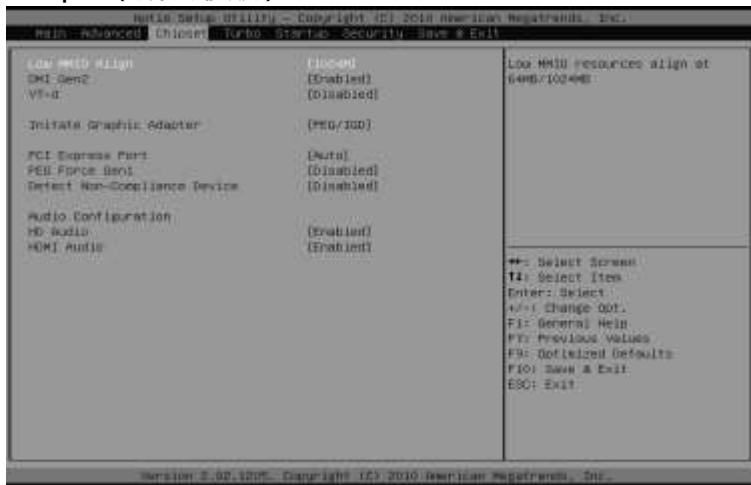 Aptio Setup Utility - Copyright (C) 2010 American Megatrends, Inc.
Main Advanced Chipset Turbo Startup Security Save & Exit
Low MMIO Align [1024M]
DMI Gen2 [Enabled]
VT-d [Disabled]
Initate Graphic Adapter [PEG/IGD]
PCI Express Port [Auto]
PEG Force Gen1 [Disabled]
Detect Non-Compliance Device [Disabled]
Audio Configuration
HD Audio [Enabled]
HDMI Audio [Enabled]
Low MMIO resources align at
64MB/1024MB
↔: Select Screen
↑↓: Select Item
Enter: Select
+/-: Change Opt.
F1: General Help
F7: Previous Values
F9: Optimized Defaults
F10: Save & Exit
ESC: Exit
Version 2.02.1205. Copyright (C) 2010 American Megatrends, Inc.